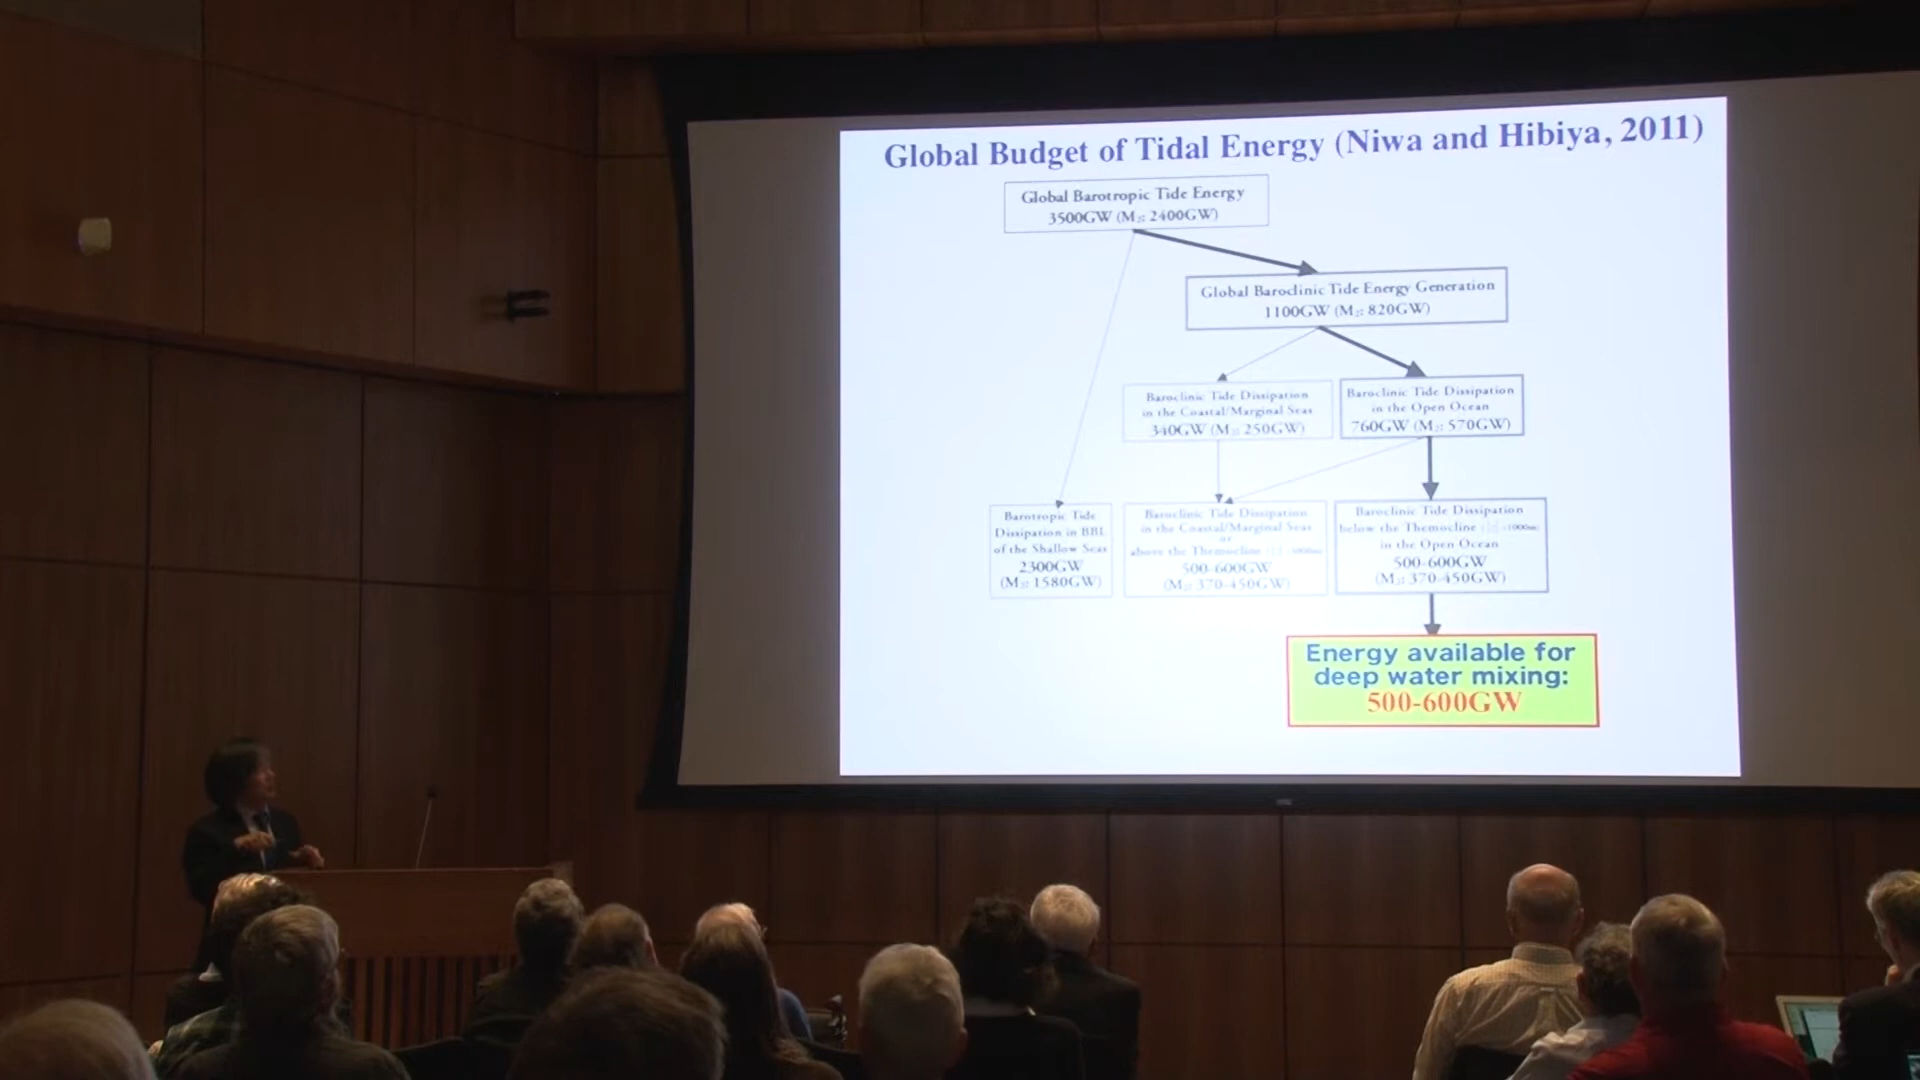 Global Budget of Tidal Energy (Niwa and Hibiya, 2011)
Global Barotropic Tide Energy
3500GW (M₂: 2400GW)
Global Baroclinic Tide Energy Generation
1100GW (M₂: 820GW)
Baroclinic Tide Dissipation
in the Coastal/Marginal Seas
340GW (M₂: 250GW)
Baroclinic Tide Dissipation
in the Open Ocean
760GW (M₂: 570GW)
Barotropic Tide
Dissipation in BBL
of the Shallow Seas
2300GW
(M₂: 1580GW)
Baroclinic Tide Dissipation
in the Coastal/Marginal Seas
or
above the Themocline
500-600GW
(M₂: 370-450GW)
Baroclinic Tide Dissipation
below the Themocline
in the Open Ocean
500-600GW
(M₂: 370-450GW)
Energy available for
deep water mixing:
500-600GW